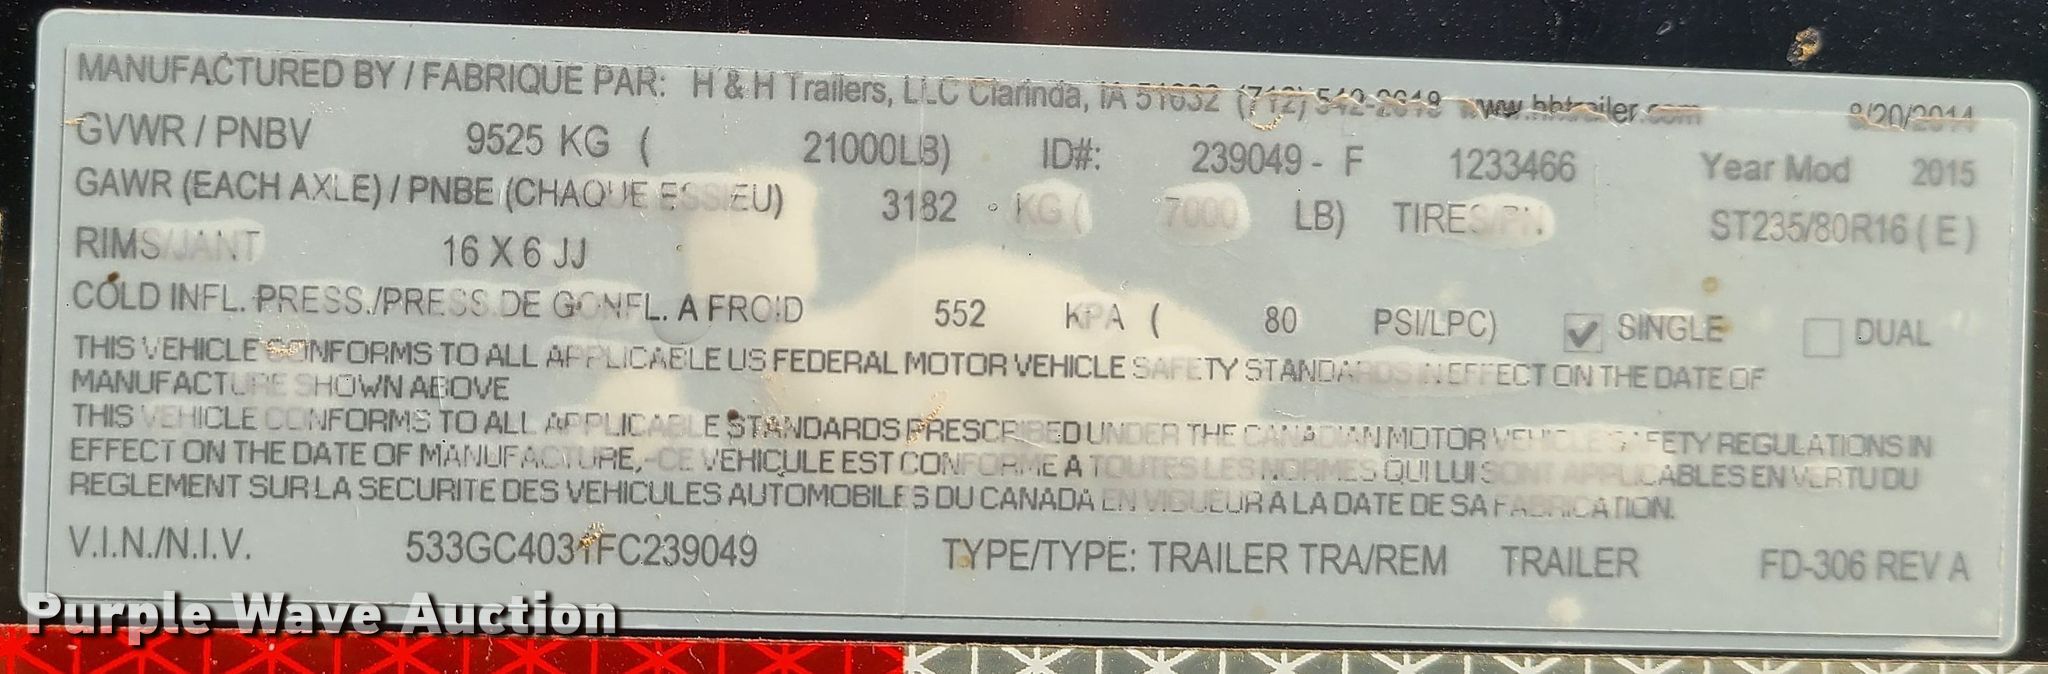 MANUFACTURED BY / FABRIQUE PAR: H & H Trailers, LLC Clarinda, IA 51632 (712) 542-2618 www.hhtrailer.com 8/20/2014
GVWR / PNBV 9525 KG ( 21000LB) ID#: 239049 - F 1233466 Year Mod 2015
GAWR (EACH AXLE) / PNBE (CHAQUE ESSIEU) 3182 KG ( 7000 LB) TIRES/PN. ST235/80R16 ( E )
RIMS/JANT 16 X 6 JJ
COLD INFL. PRESS./PRESS. DE GONFL. A FROID 552 KPA ( 80 PSI/LPC) SINGLE DUAL
THIS VEHICLE CONFORMS TO ALL APPLICABLE US FEDERAL MOTOR VEHICLE SAFETY STANDARDS IN EFFECT ON THE DATE OF
MANUFACTURE SHOWN ABOVE
THIS VEHICLE CONFORMS TO ALL APPLICABLE STANDARDS PRESCRIBED UNDER THE CANADIAN MOTOR VEHICLE SAFETY REGULATIONS IN
EFFECT ON THE DATE OF MANUFACTURE,-CE VEHICULE EST CONFORME A TOUTES LES NORMES QUI LUI SONT APPLICABLES EN VERTU DU
REGLEMENT SUR LA SECURITE DES VEHICULES AUTOMOBILES DU CANADA EN VIGUEUR A LA DATE DE SA FABRICATION.
V.I.N./N.I.V. 533GC4031FC239049 TYPE/TYPE: TRAILER TRA/REM TRAILER FD-306 REV A
Purple Wave Auction